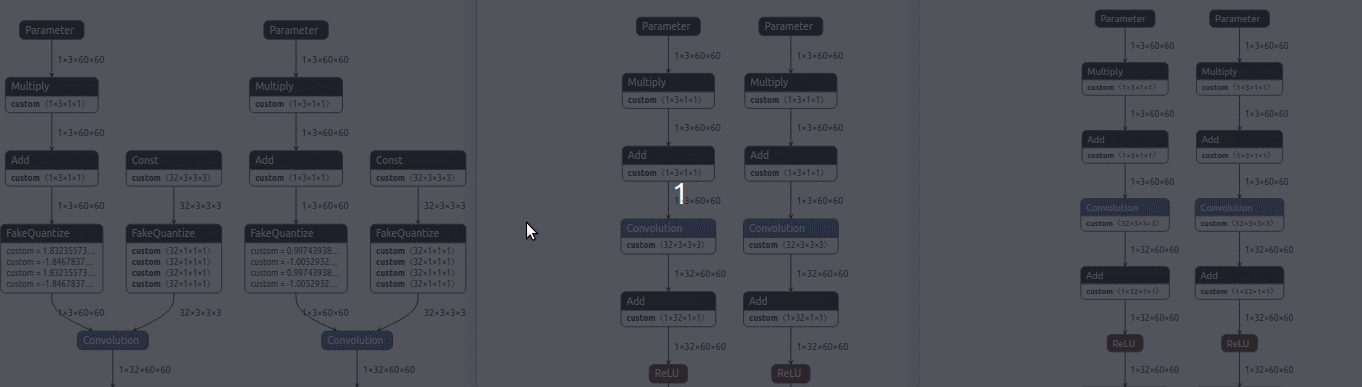 Parameter
1×3×60×60
Multiply
custom ⟨1×3×1×1⟩
1×3×60×60
Add
custom ⟨1×3×1×1⟩
Const
custom ⟨32×3×3×3⟩
1×3×60×60
32×3×3×3
FakeQuantize
custom = 1.83235573...
custom = -1.8467837...
custom = 1.83235573...
custom = -1.8467837...
FakeQuantize
custom ⟨32×1×1×1⟩
custom ⟨32×1×1×1⟩
custom ⟨32×1×1×1⟩
custom ⟨32×1×1×1⟩
1×3×60×60
32×3×3×3
Convolution
1×32×60×60
Parameter
1×3×60×60
Multiply
custom ⟨1×3×1×1⟩
1×3×60×60
Add
custom ⟨1×3×1×1⟩
Const
custom ⟨32×3×3×3⟩
1×3×60×60
32×3×3×3
FakeQuantize
custom = 0.99743938...
custom = -1.0052932...
custom = 0.99743938...
custom = -1.0052932...
FakeQuantize
custom ⟨32×1×1×1⟩
custom ⟨32×1×1×1⟩
custom ⟨32×1×1×1⟩
custom ⟨32×1×1×1⟩
1×3×60×60
32×3×3×3
Convolution
1×32×60×60
Parameter
1×3×60×60
Multiply
custom ⟨1×3×1×1⟩
1×3×60×60
Add
custom ⟨1×3×1×1⟩
1
1×3×60×60
Convolution
custom ⟨32×3×3×3⟩
1×32×60×60
Add
custom ⟨1×32×1×1⟩
1×32×60×60
ReLU
Parameter
1×3×60×60
Multiply
custom ⟨1×3×1×1⟩
1×3×60×60
Add
custom ⟨1×3×1×1⟩
1×3×60×60
Convolution
custom ⟨32×3×3×3⟩
1×32×60×60
Add
custom ⟨1×32×1×1⟩
1×32×60×60
ReLU
Parameter
1×3×60×60
Multiply
custom ⟨1×3×1×1⟩
1×3×60×60
Add
custom ⟨1×3×1×1⟩
1×3×60×60
Convolution
custom ⟨32×3×3×3⟩
1×32×60×60
Add
custom ⟨1×32×1×1⟩
1×32×60×60
ReLU
1×32×60×60
Parameter
1×3×60×60
Multiply
custom ⟨1×3×1×1⟩
1×3×60×60
Add
custom ⟨1×3×1×1⟩
1×3×60×60
Convolution
custom ⟨32×3×3×3⟩
1×32×60×60
Add
custom ⟨1×32×1×1⟩
1×32×60×60
ReLU
1×32×60×60